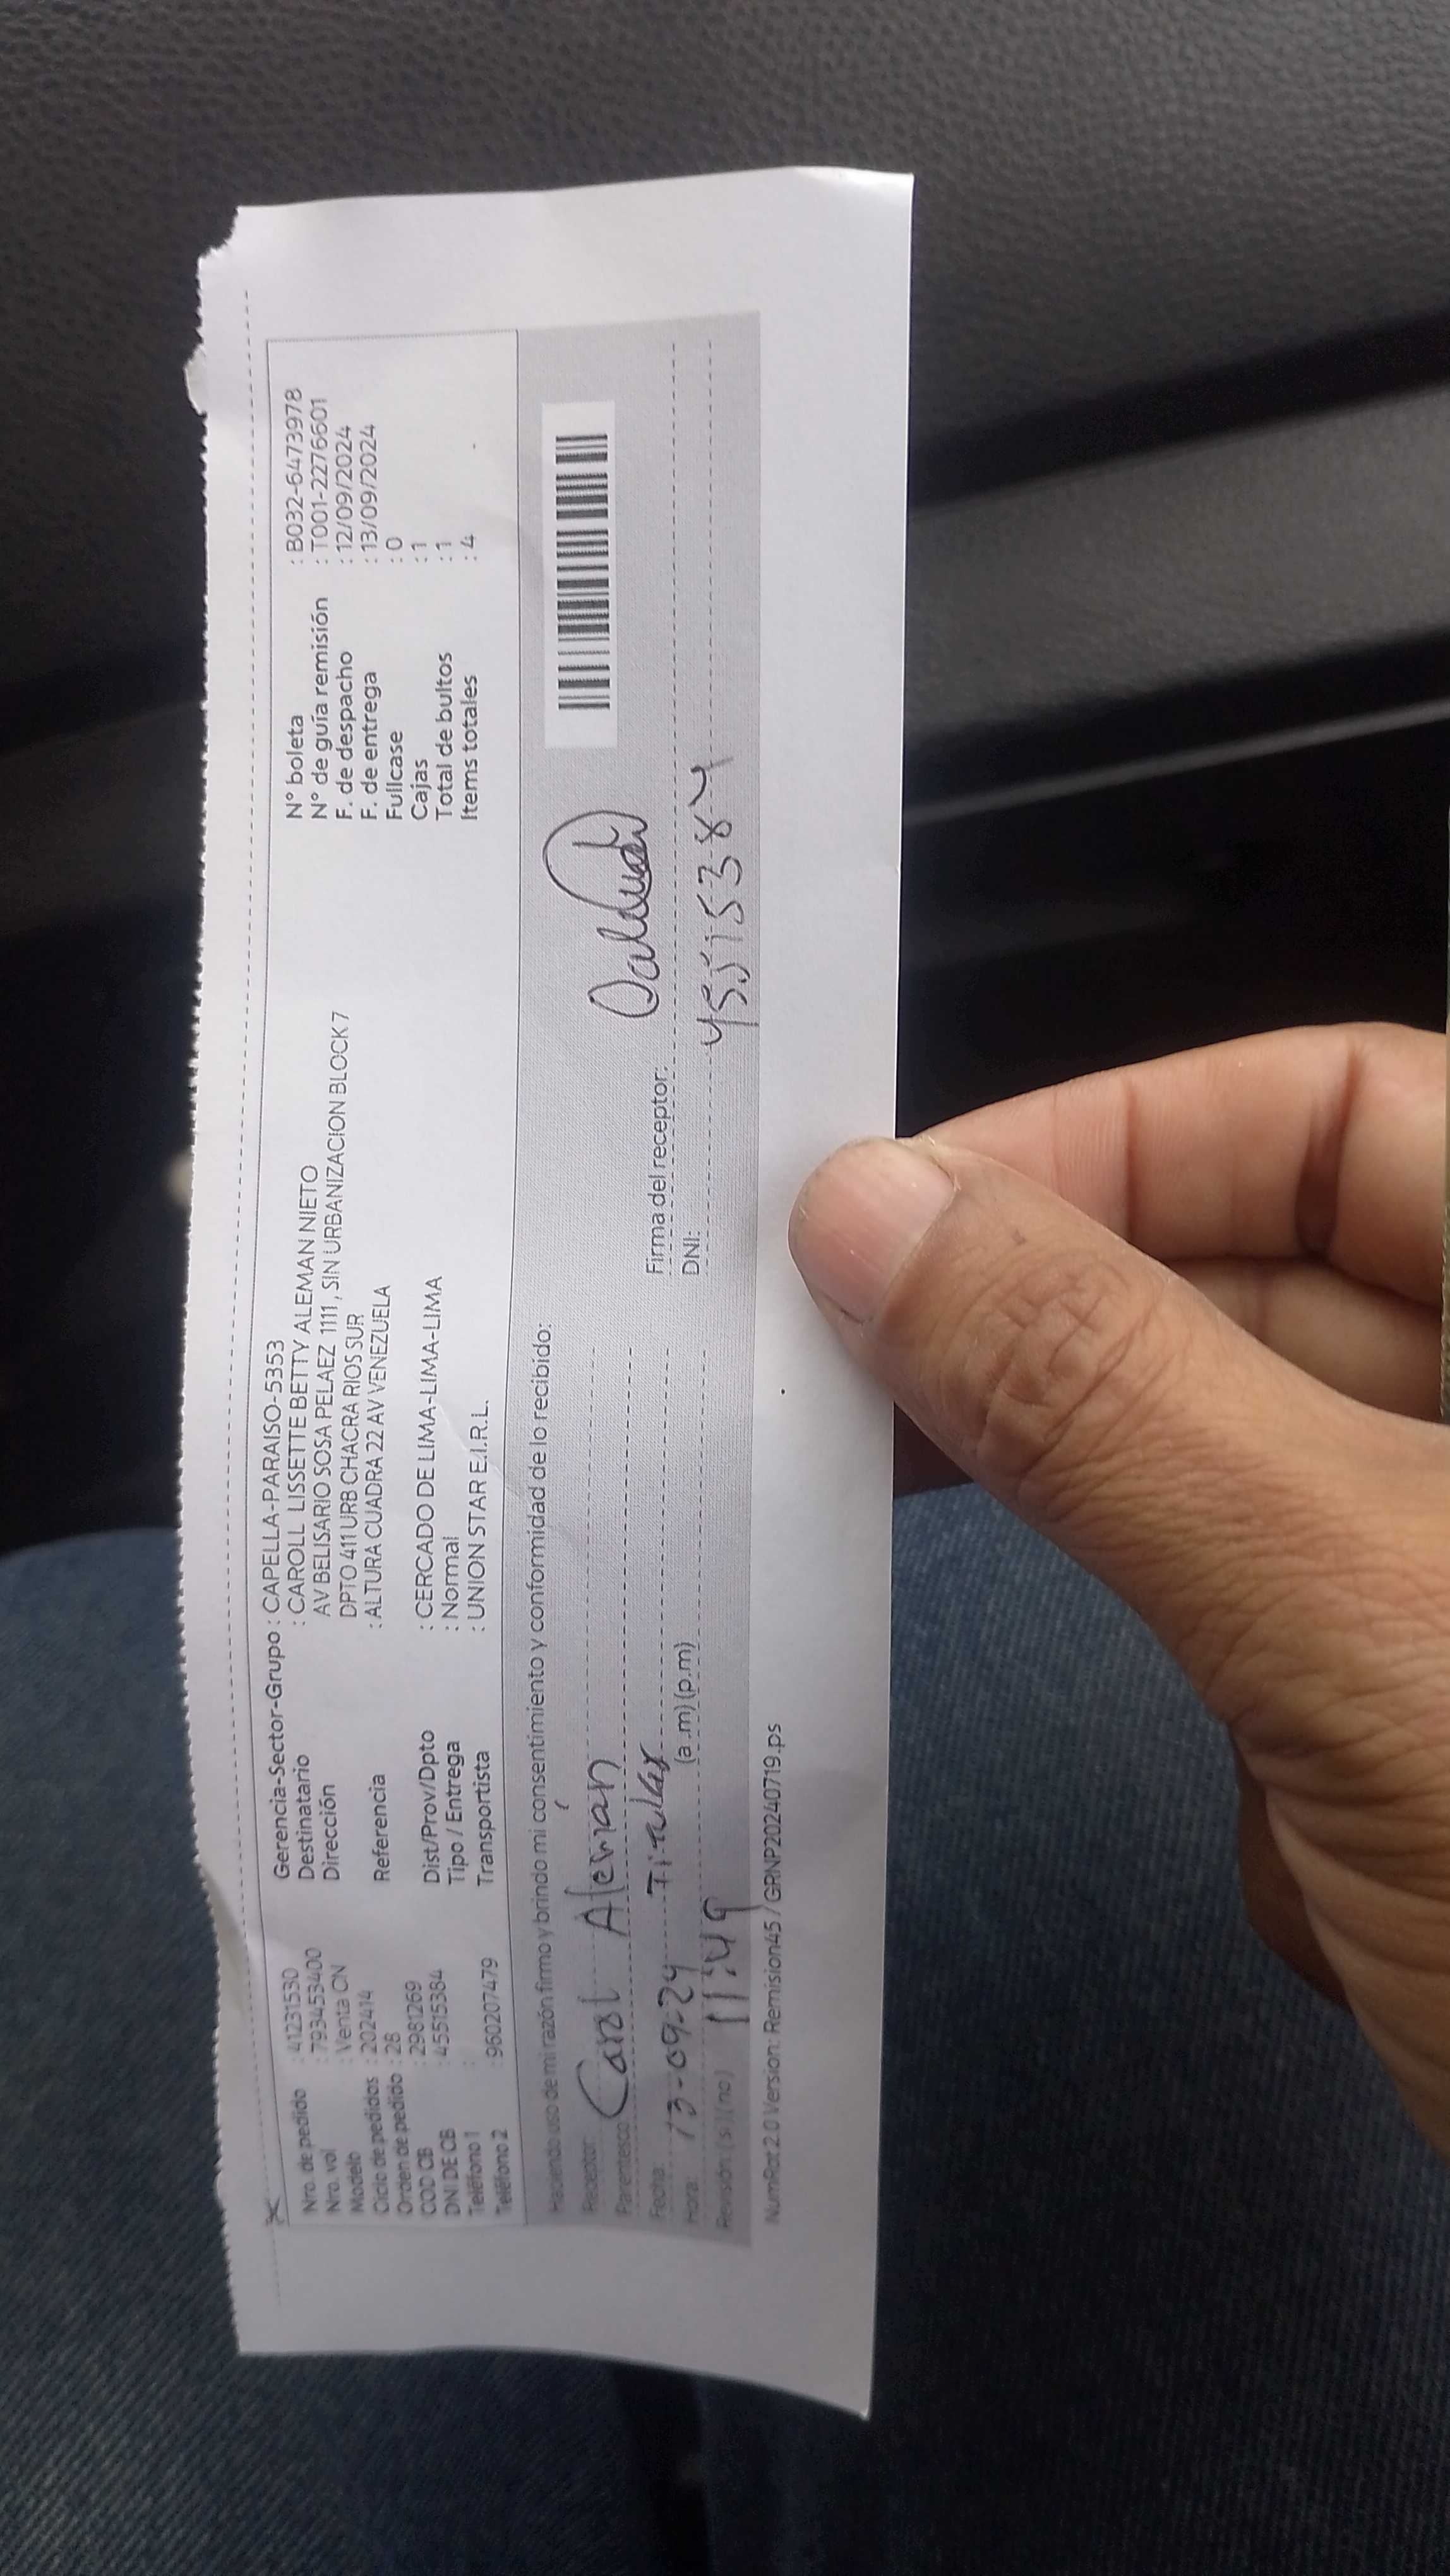 Nro. de pedido : 41231530
Nro. vol : 793453400
Modelo : Venta CN
Ciclo de pedidos : 202414
Orden de pedido : 28
COD CB : 2981269
DNI DE CB : 45515384
Teléfono 1 :
Teléfono 2 : 960207479
Gerencia-Sector-Grupo : CAPELLA-PARAISO-5353
Destinatario : CAROLL LISSETTE BETTY ALEMAN NIETO
Dirección AV BELISARIO SOSA PELAEZ 1111 , SIN URBANIZACION BLOCK 7
DPTO 411 URB CHACRA RIOS SUR
Referencia : ALTURA CUADRA 22 AV VENEZUELA
Dist/Prov/Dpto : CERCADO DE LIMA-LIMA-LIMA
Tipo / Entrega : Normal
Transportista : UNION STAR E.I.R.L.
N° boleta : B032-6473978
N° de guía remisión : T001-2276601
F. de despacho : 12/09/2024
F. de entrega : 13/09/2024
Fullcase : 0
Cajas : 1
Total de bultos : 1
Items totales : 4
Haciendo uso de mi razón firmo y brindo mi consentimiento y conformidad de lo recibido:
Receptor: Carol Alemán
Parentesco Titular
Fecha: 13-09-24
Hora: 11:49 (a.m) (p.m)
Revisión: ( si ) ( no )
Firma del receptor:
DNI: 45515384
NumRot2.0 Version: Remision45 / GRNP20240719.ps